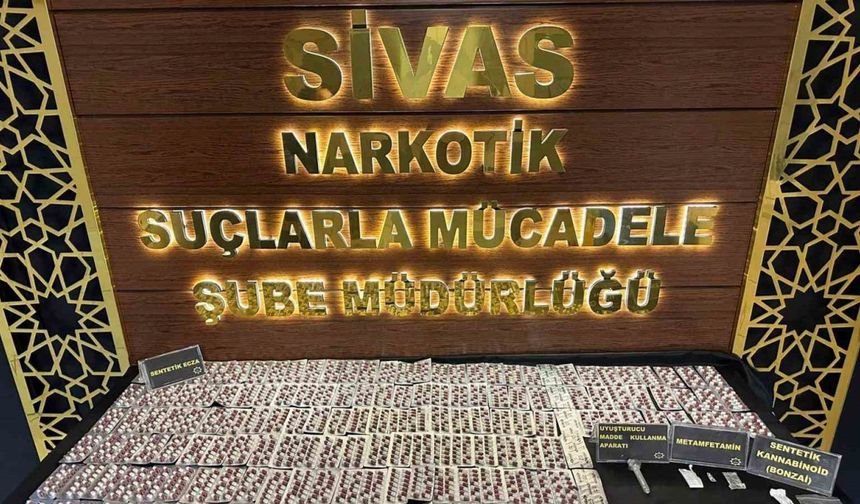 SİVAS
NARKOTİK
SUÇLARLA MÜCADELE
ŞUBE MÜDÜRLÜĞÜ
SENTETİK ECZA
UYUŞTURUCU
MADDE KULLANMA
APARATI
METAMFETAMİN
SENTETİK
KANNABİNOİD
(BONZAİ)